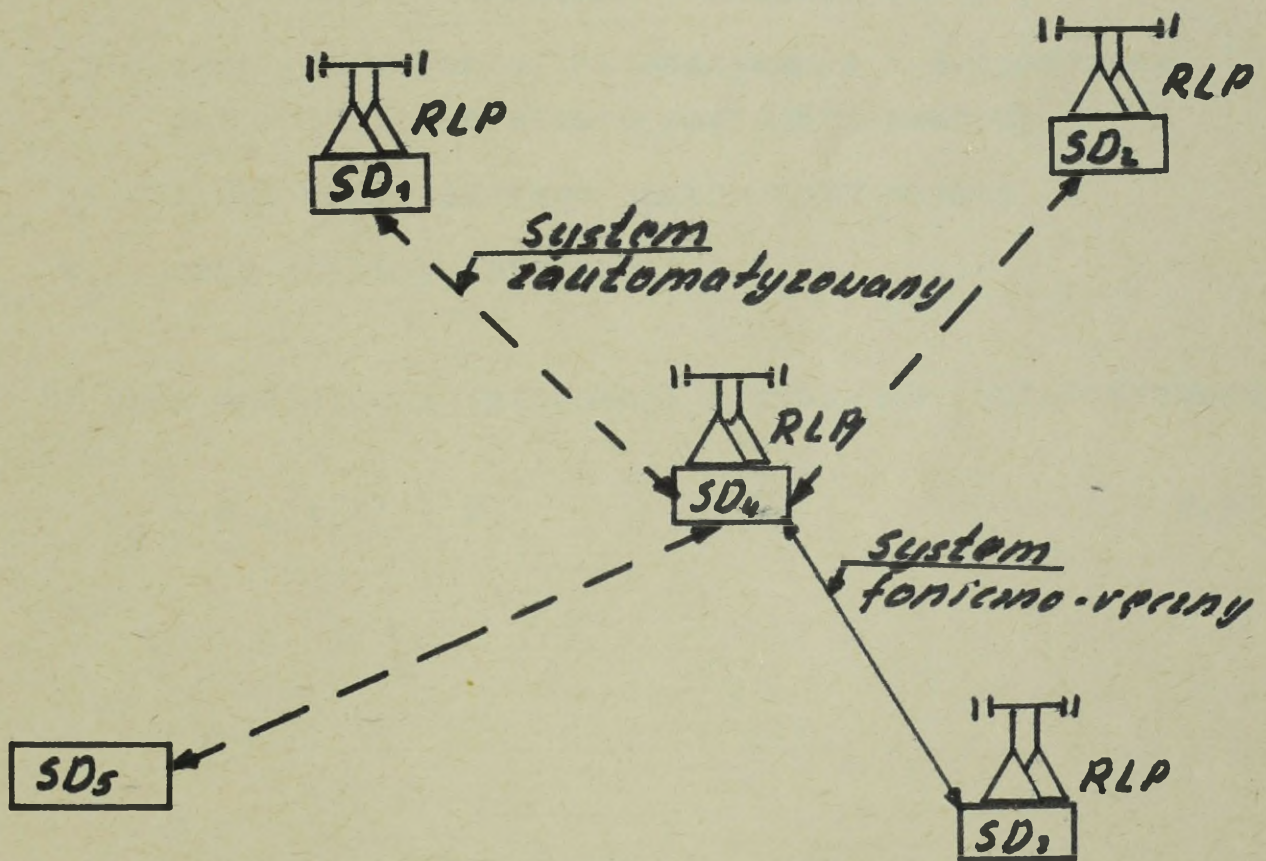 RLP
SD₁
RLP
SD₂
system
zautomatyzowany
RLP
SD₄
system
foniczno-ręczny
SD₅
RLP
SD₃